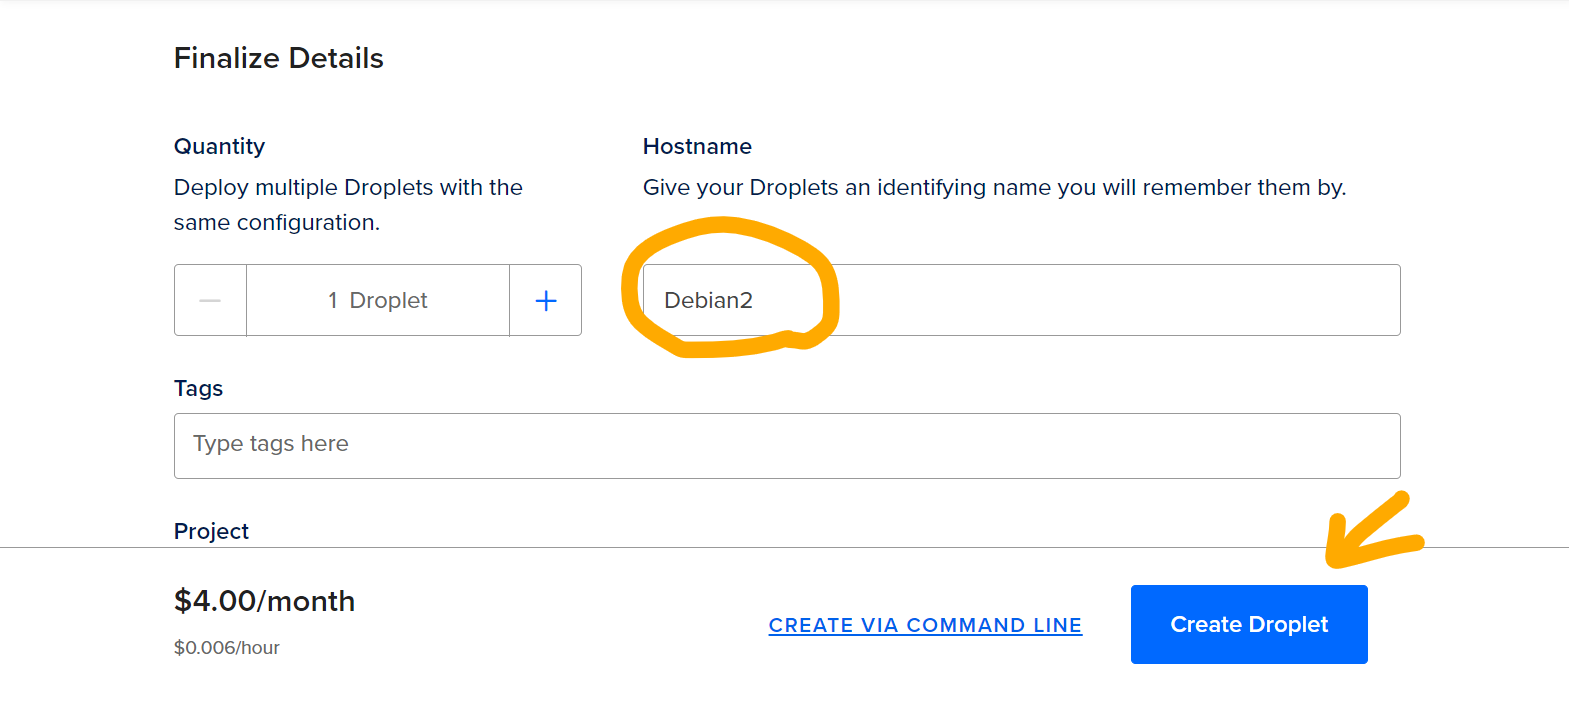 Finalize Details
Quantity
Deploy multiple Droplets with the
same configuration.
1 Droplet
Hostname
Give your Droplets an identifying name you will remember them by.
Debian2
Tags
Type tags here
Project
$4.00/month
$0.006/hour
CREATE VIA COMMAND LINE
Create Droplet